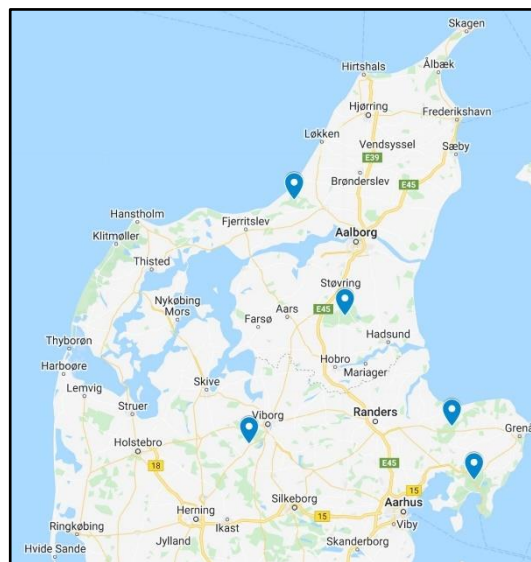 Skagen
Ålbæk
Hirtshals
Hjørring
Frederikshavn
Løkken
E39
Vendsyssel
Sæby
Brønderslev
E45
Hanstholm
Fjerritslev
Klitmøller
Aalborg
Thisted
Støvring
Nykøbing
Mors
E45
Aars
Farsø
Hadsund
Thyborøn
Hobro
Mariager
Harboøre
Lemvig
Skive
Struer
Viborg
Randers
Grenå
Holstebro
18
E45
15
Silkeborg
Herning
Aarhus
15
Ikast
Viby
Ringkøbing
Jylland
Skanderborg
Hvide Sande